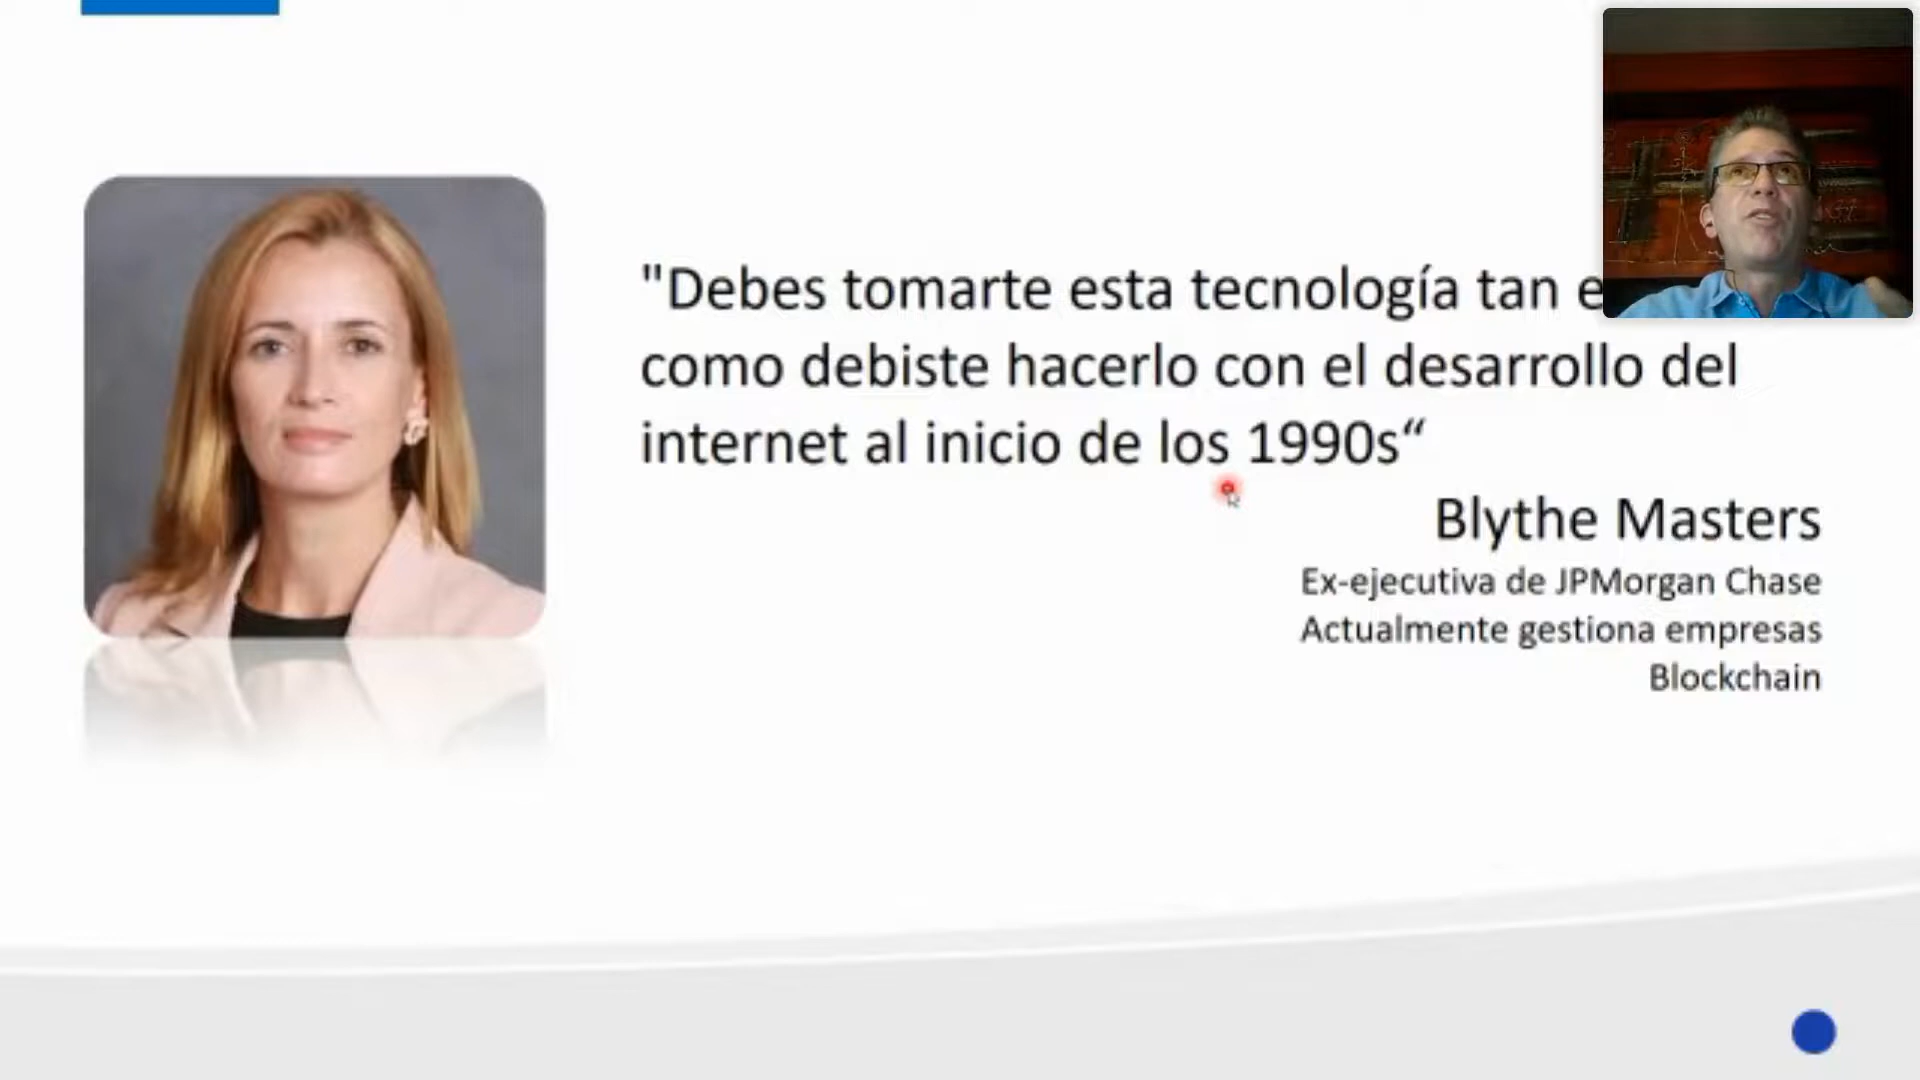 "Debes tomarte esta tecnología tan
como debiste hacerlo con el desarrollo del
internet al inicio de los 1990s“
Blythe Masters
Ex-ejecutiva de JPMorgan Chase
Actualmente gestiona empresas
Blockchain